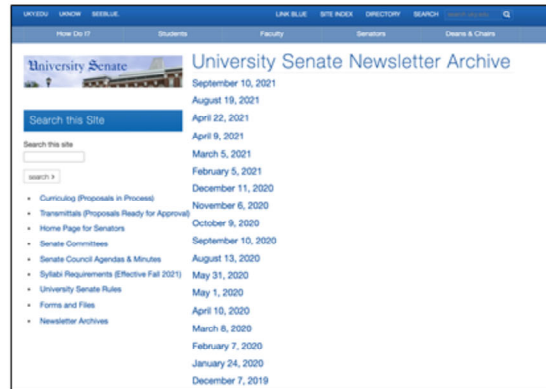 UKY.EDU UKNOW SEEBLUE. LINK BLUE SITE INDEX DIRECTORY SEARCH
How Do I? Students Faculty Senators Deans & Chairs
University Senate
University Senate Newsletter Archive
Search this Site
Search this site
search >
Curriculog (Proposals in Process)
Transmittals (Proposals Ready for Approval)
Home Page for Senators
Senate Committees
Senate Council Agendas & Minutes
Syllabi Requirements (Effective Fall 2021)
University Senate Rules
Forms and Files
Newsletter Archives
September 10, 2021
August 19, 2021
April 22, 2021
April 9, 2021
March 5, 2021
February 5, 2021
December 11, 2020
November 6, 2020
October 9, 2020
September 10, 2020
August 13, 2020
May 31, 2020
May 1, 2020
April 10, 2020
March 8, 2020
February 7, 2020
January 24, 2020
December 7, 2019